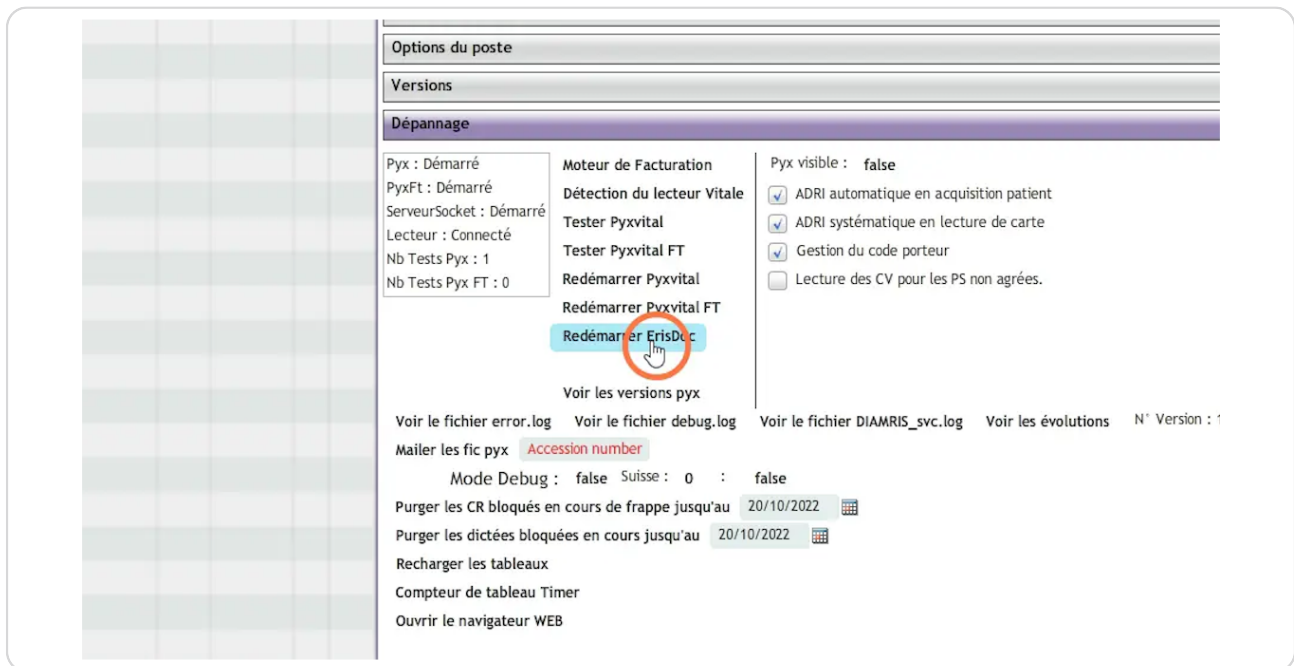 Options du poste
Versions
Dépannage
Pyx : Démarré
PyxFt : Démarré
ServeurSocket : Démarré
Lecteur : Connecté
Nb Tests Pyx : 1
Nb Tests Pyx FT : 0
Moteur de Facturation
Détection du lecteur Vitale
Tester Pyxvital
Tester Pyxvital FT
Redémarrer Pyxvital
Redémarrer Pyxvital FT
Redémarrer ErisDoc
Voir les versions pyx
Pyx visible : false
ADRI automatique en acquisition patient
ADRI systématique en lecture de carte
Gestion du code porteur
Lecture des CV pour les PS non agrées.
Voir le fichier error.log Voir le fichier debug.log Voir le fichier DIAMRIS_svc.log Voir les évolutions N° Version :
Mailer les fic pyx Accession number
Mode Debug : false Suisse : 0 : false
Purger les CR bloqués en cours de frappe jusqu'au 20/10/2022
Purger les dictées bloquées en cours jusqu'au 20/10/2022
Recharger les tableaux
Compteur de tableau Timer
Ouvrir le navigateur WEB